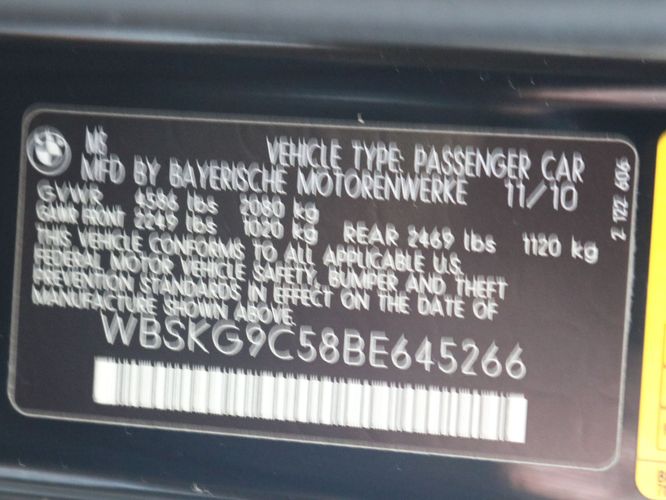 M3 VEHICLE TYPE: PASSENGER CAR
MFD BY BAYERISCHE MOTORENWERKE 11/10
GVWR 4586 lbs 2080 kg
GAWR FRONT 2249 lbs 1020 kg REAR 2469 lbs 1120 kg
THIS VEHICLE CONFORMS TO ALL APPLICABLE U.S.
FEDERAL MOTOR VEHICLE SAFETY, BUMPER AND THEFT
PREVENTION STANDARDS IN EFFECT ON THE DATE OF
MANUFACTURE SHOWN ABOVE.
WBSKG9C58BE645266
2 122 606